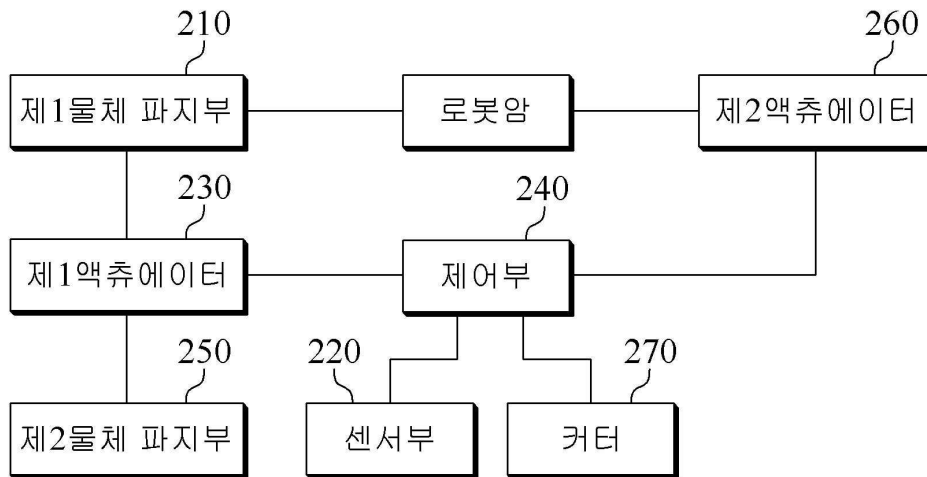 210
260
제1물체 파지부
로봇암
제2액츄에이터
230
240
제1액츄에이터
제어부
250
220
270
제2물체 파지부
센서부
커터